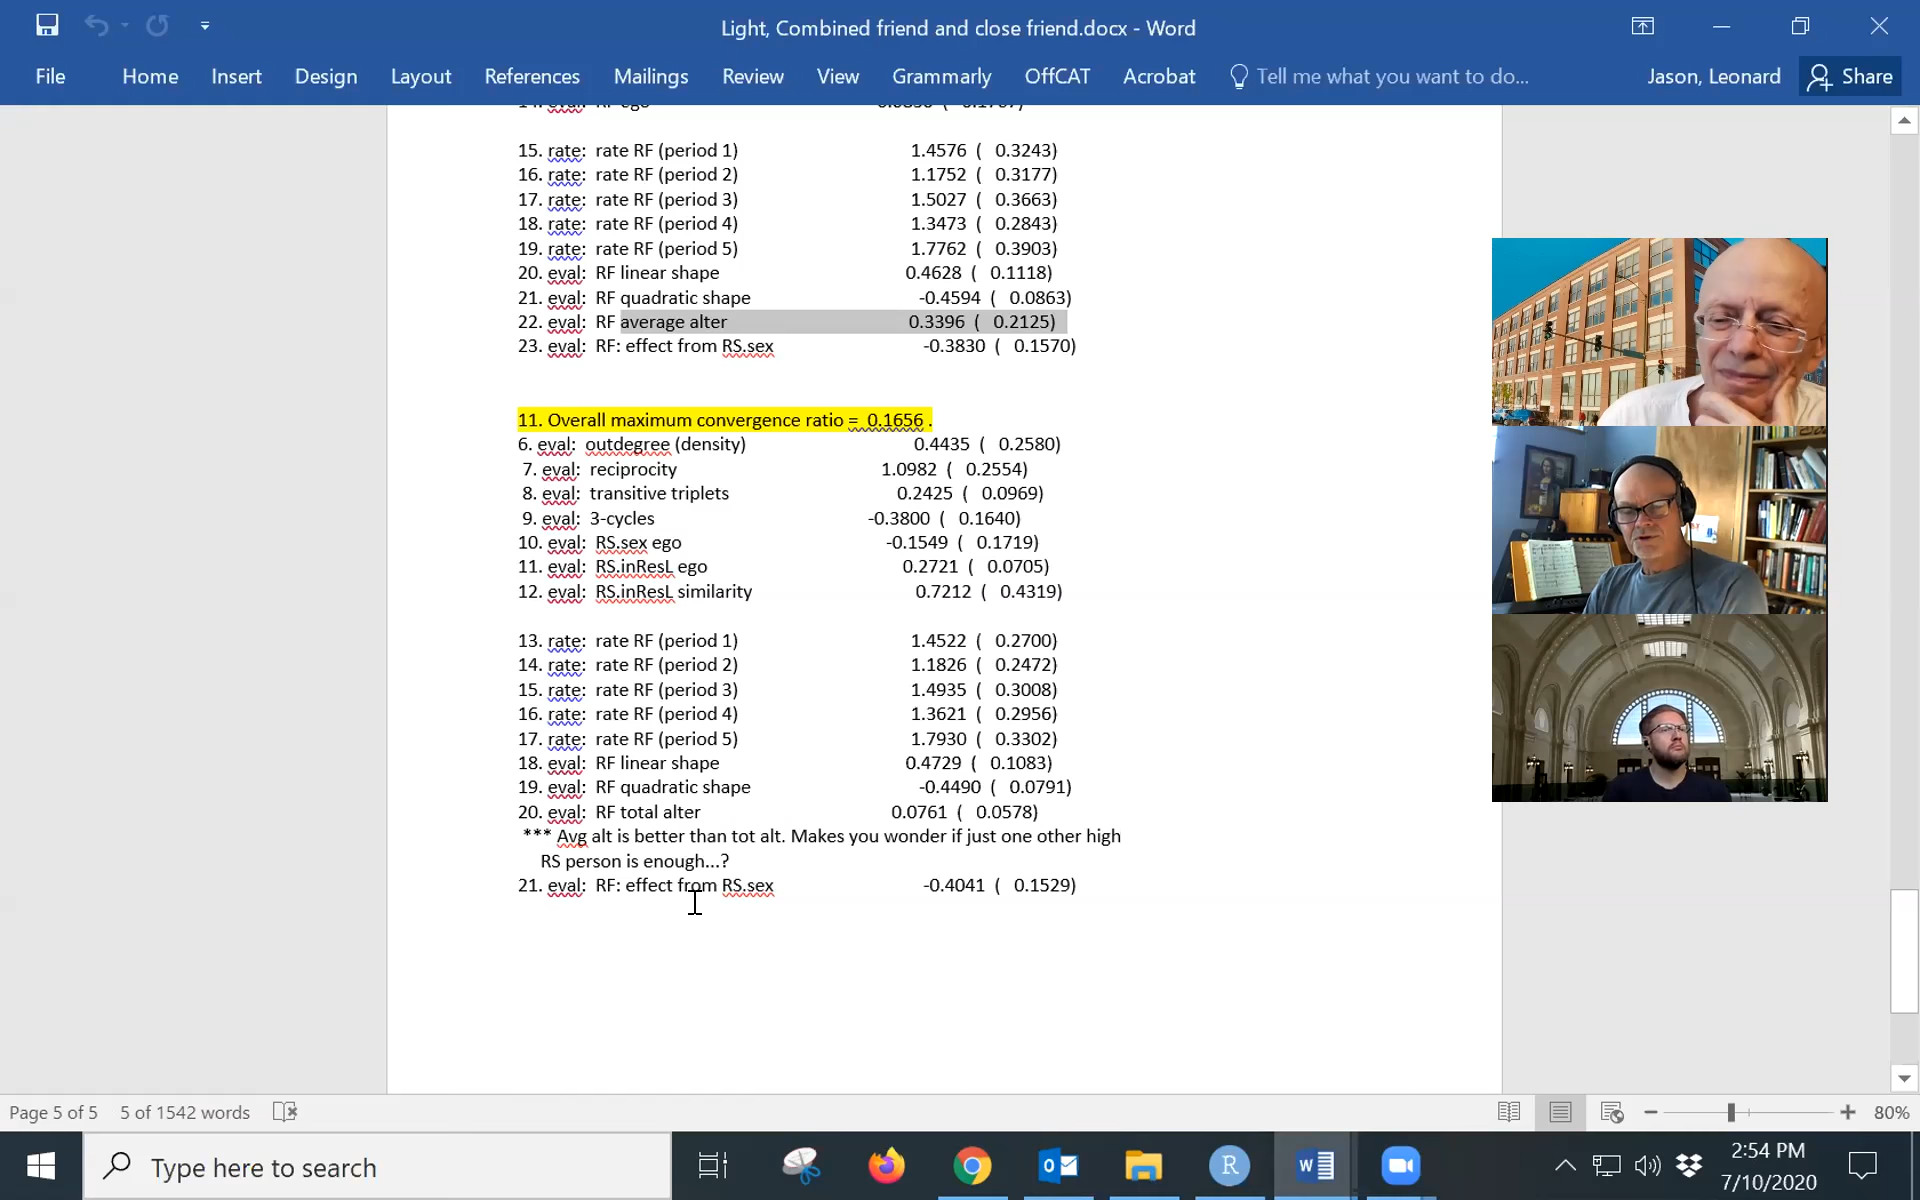 Light, Combined friend and close friend.docx - Word
File Home Insert Design Layout References Mailings Review View Grammarly OffCAT Acrobat Tell me what you want to do... Jason, Leonard Share
15. rate: rate RF (period 1) 1.4576 ( 0.3243)
16. rate: rate RF (period 2) 1.1752 ( 0.3177)
17. rate: rate RF (period 3) 1.5027 ( 0.3663)
18. rate: rate RF (period 4) 1.3473 ( 0.2843)
19. rate: rate RF (period 5) 1.7762 ( 0.3903)
20. eval: RF linear shape 0.4628 ( 0.1118)
21. eval: RF quadratic shape -0.4594 ( 0.0863)
22. eval: RF average alter 0.3396 ( 0.2125)
23. eval: RF: effect from RS.sex -0.3830 ( 0.1570)
11. Overall maximum convergence ratio = 0.1656 .
6. eval: outdegree (density) 0.4435 ( 0.2580)
7. eval: reciprocity 1.0982 ( 0.2554)
8. eval: transitive triplets 0.2425 ( 0.0969)
9. eval: 3-cycles -0.3800 ( 0.1640)
10. eval: RS.sex ego -0.1549 ( 0.1719)
11. eval: RS.inResL ego 0.2721 ( 0.0705)
12. eval: RS.inResL similarity 0.7212 ( 0.4319)
13. rate: rate RF (period 1) 1.4522 ( 0.2700)
14. rate: rate RF (period 2) 1.1826 ( 0.2472)
15. rate: rate RF (period 3) 1.4935 ( 0.3008)
16. rate: rate RF (period 4) 1.3621 ( 0.2956)
17. rate: rate RF (period 5) 1.7930 ( 0.3302)
18. eval: RF linear shape 0.4729 ( 0.1083)
19. eval: RF quadratic shape -0.4490 ( 0.0791)
20. eval: RF total alter 0.0761 ( 0.0578)
*** Avg alt is better than tot alt. Makes you wonder if just one other high
RS person is enough...?
21. eval: RF: effect from RS.sex -0.4041 ( 0.1529)
Page 5 of 5 5 of 1542 words 80%
Type here to search
2:54 PM
7/10/2020